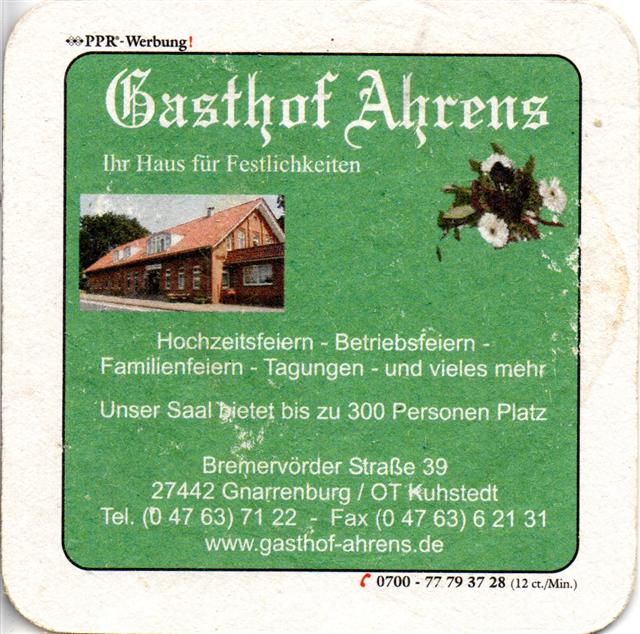 PPR®-Werbung!
Gasthof Ahrens
Ihr Haus für Festlichkeiten
Hochzeitsfeiern - Betriebsfeiern -
Familienfeiern - Tagungen - und vieles mehr
Unser Saal bietet bis zu 300 Personen Platz
Bremervörder Straße 39
27442 Gnarrenburg / OT Kuhstedt
Tel. (0 47 63) 71 22 - Fax (0 47 63) 6 21 31
www.gasthof-ahrens.de
0700 - 77 79 37 28 (12 ct./Min.)